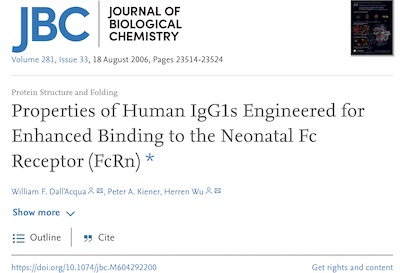 JBC
JOURNAL OF
BIOLOGICAL
CHEMISTRY
Volume 281, Issue 33, 18 August 2006, Pages 23514-23524
Protein Structure and Folding
Properties of Human IgG1s Engineered for
Enhanced Binding to the Neonatal Fc
Receptor (FcRn) *
William F. Dall'Acqua, Peter A. Kiener, Herren Wu
Show more
Outline
Cite
https://doi.org/10.1074/jbc.M604292200
Get rights and content